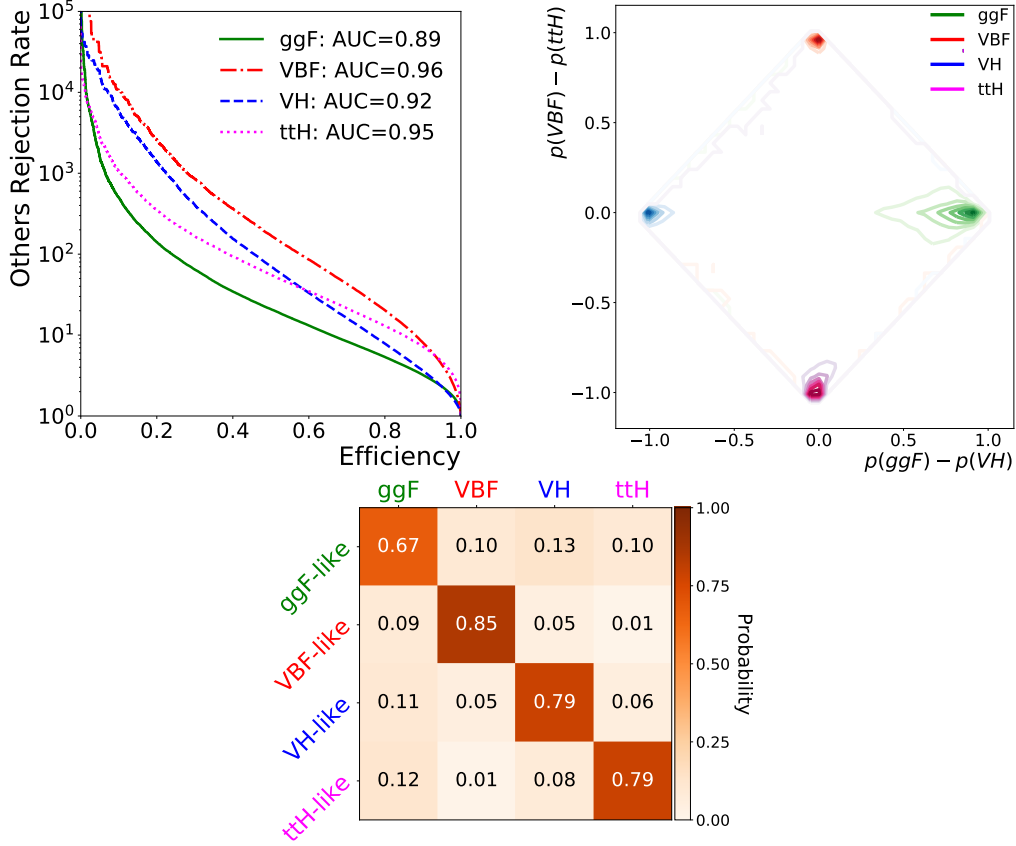 Others Rejection Rate
10^5
10^4
10^3
10^2
10^1
10^0
ggF: AUC=0.89
VBF: AUC=0.96
VH: AUC=0.92
ttH: AUC=0.95
0.0 0.2 0.4 0.6 0.8 1.0
Efficiency
p(VBF) − p(ttH)
1.0
0.5
0.0
−0.5
−1.0
ggF
VBF
VH
ttH
−1.0 −0.5 0.0 0.5 1.0
p(ggF) − p(VH)
ggF VBF VH ttH
ggF-like 0.67 0.10 0.13 0.10
VBF-like 0.09 0.85 0.05 0.01
VH-like 0.11 0.05 0.79 0.06
ttH-like 0.12 0.01 0.08 0.79
1.00
0.75
0.50
0.25
0.00
Probability